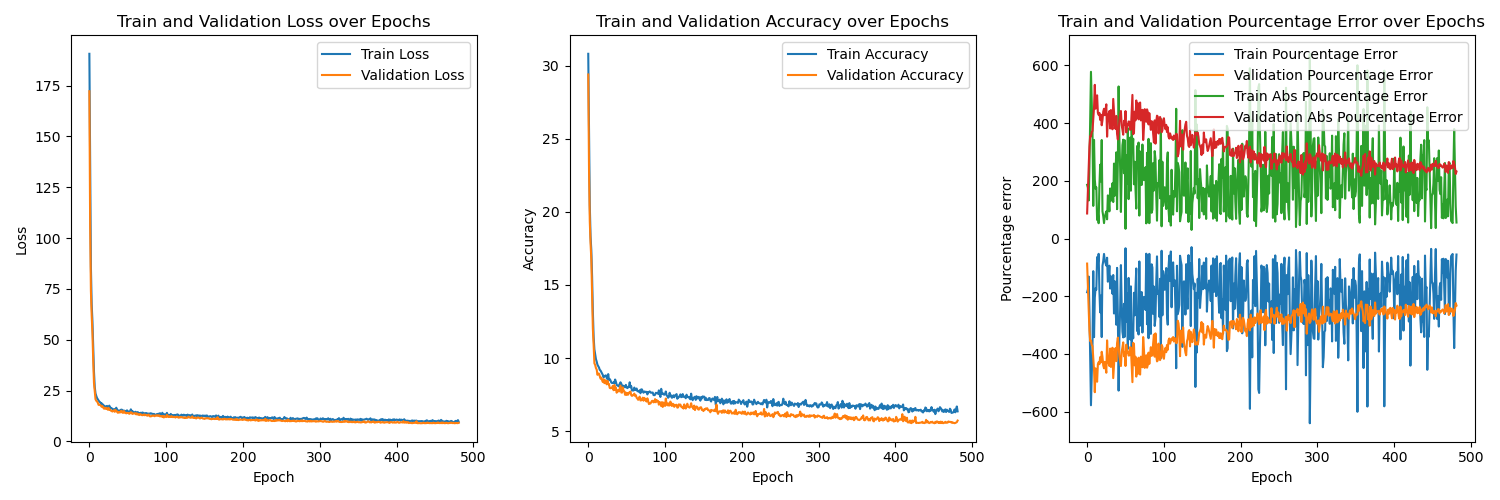 Train and Validation Loss over Epochs
Train Loss
Validation Loss
175
150
125
100
75
50
25
0
Loss
0 100 200 300 400 500
Epoch
Train and Validation Accuracy over Epochs
Train Accuracy
Validation Accuracy
30
25
20
15
10
5
Accuracy
0 100 200 300 400 500
Epoch
Train and Validation Pourcentage Error over Epochs
Train Pourcentage Error
Validation Pourcentage Error
Train Abs Pourcentage Error
Validation Abs Pourcentage Error
600
400
200
0
−200
−400
−600
Pourcentage error
0 100 200 300 400 500
Epoch